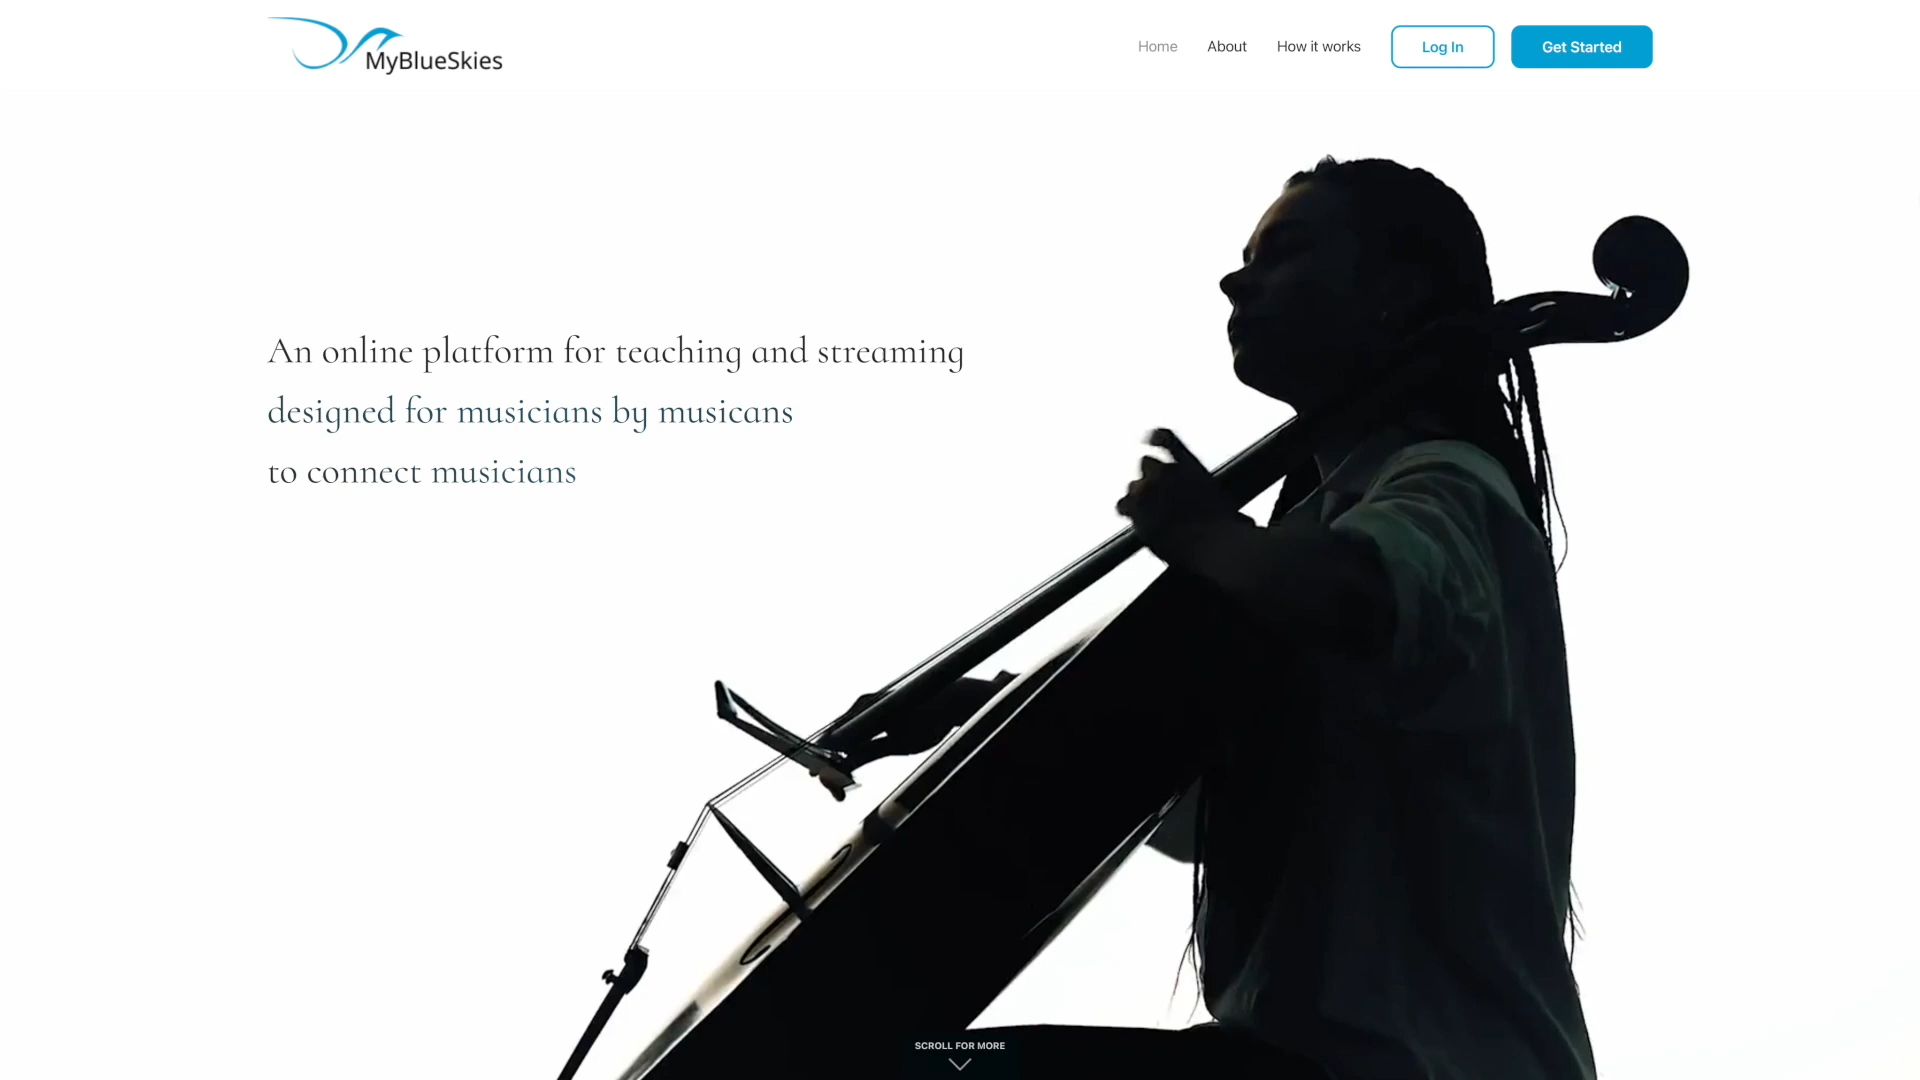 MyBlueSkies
Home
About
How it works
Log In
Get Started
An online platform for teaching and streaming
designed for musicians by musicans
to connect musicians
SCROLL FOR MORE